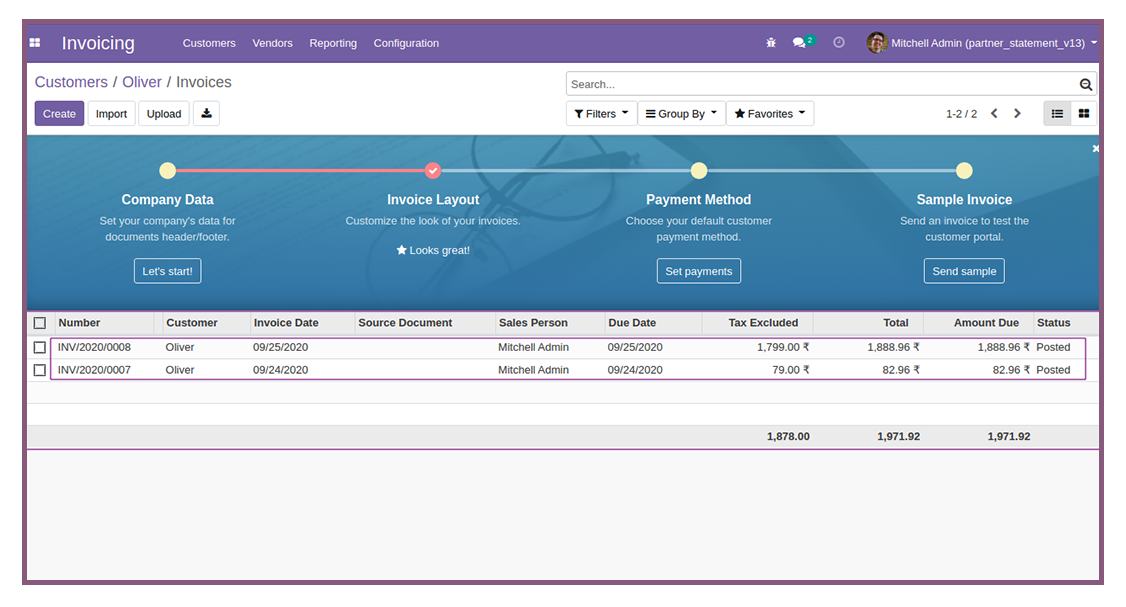 Invoicing Customers Vendors Reporting Configuration 2 Mitchell Admin (partner_statement_v13)
Customers / Oliver / Invoices Search...
Create Import Upload Filters Group By Favorites 1-2 / 2
Company Data Invoice Layout Payment Method Sample Invoice
Set your company's data for Customize the look of your invoices. Choose your default customer Send an invoice to test the
documents header/footer. payment method. customer portal.
Looks great!
Let's start! Set payments Send sample
Number Customer Invoice Date Source Document Sales Person Due Date Tax Excluded Total Amount Due Status
INV/2020/0008 Oliver 09/25/2020 Mitchell Admin 09/25/2020 1,799.00 ₹ 1,888.96 ₹ 1,888.96 ₹ Posted
INV/2020/0007 Oliver 09/24/2020 Mitchell Admin 09/24/2020 79.00 ₹ 82.96 ₹ 82.96 ₹ Posted
1,878.00 1,971.92 1,971.92